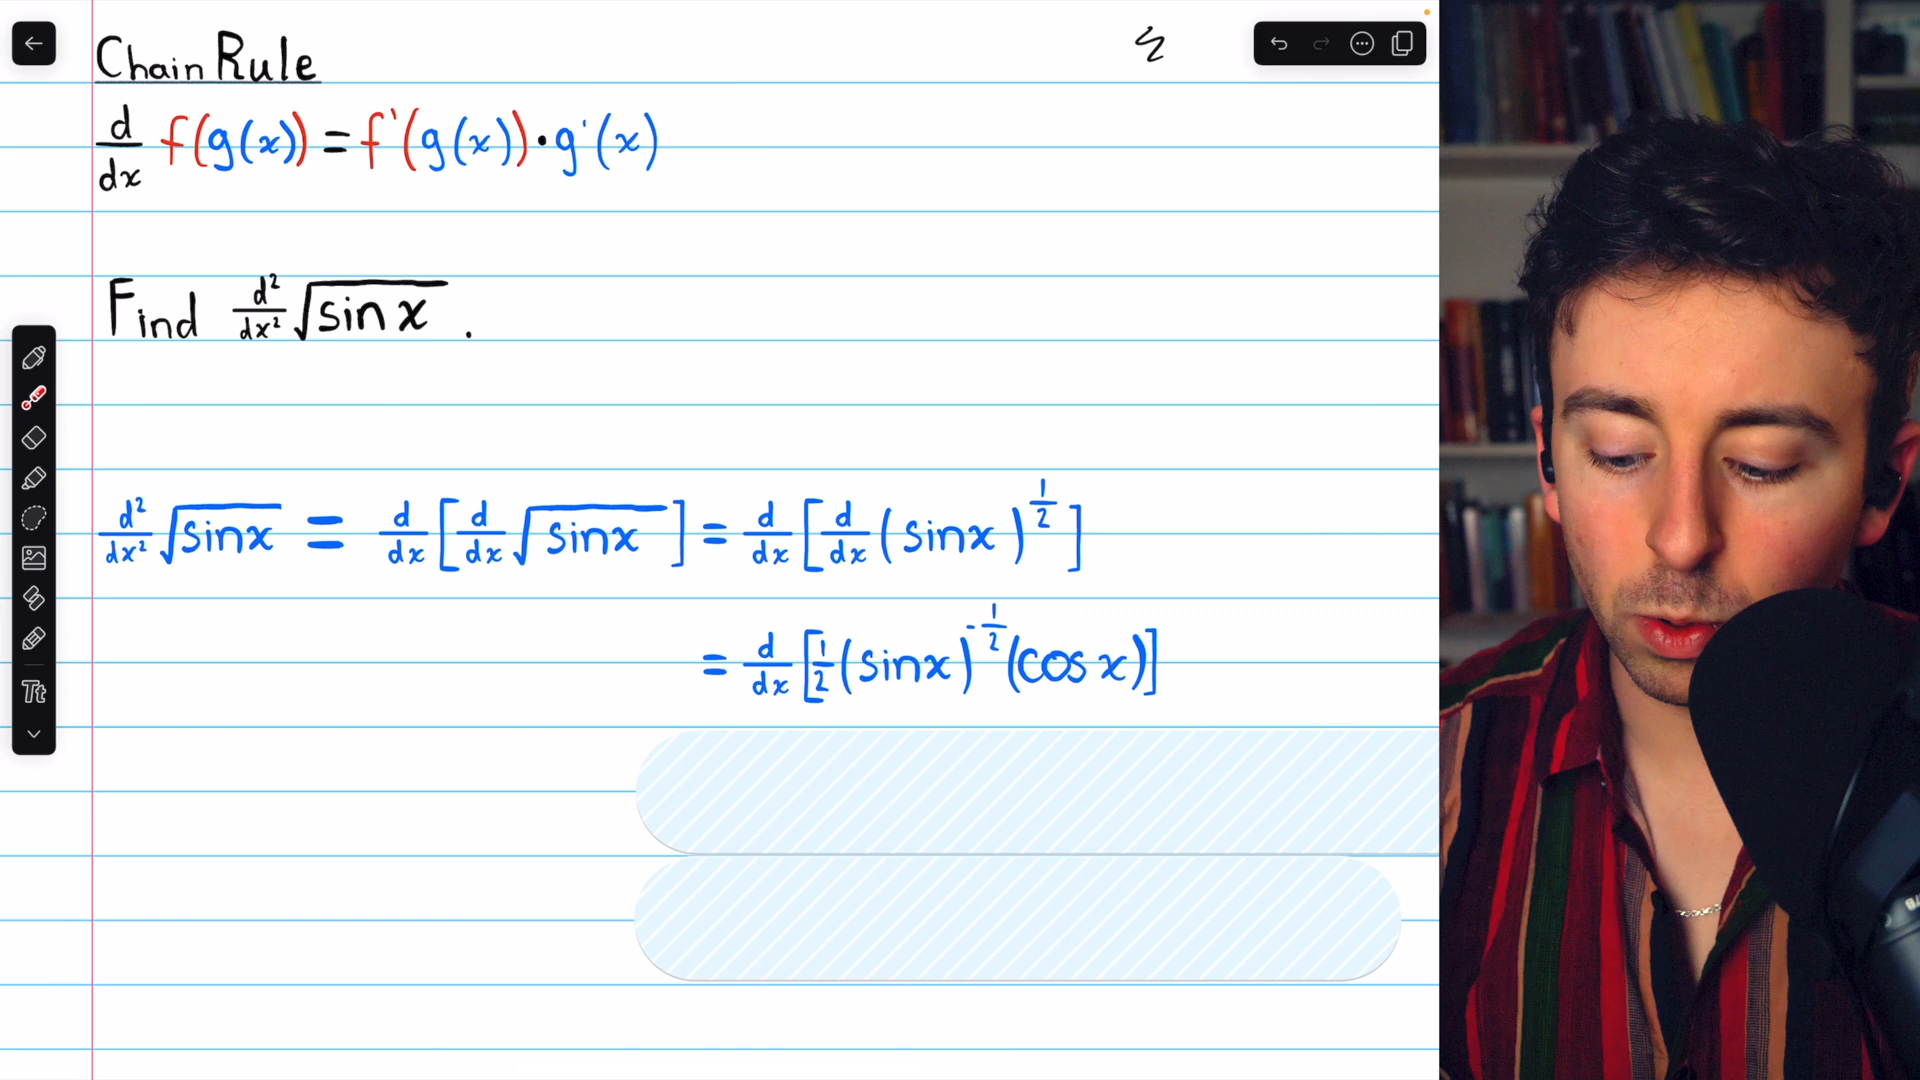 Chain Rule
d/dx f(g(x)) = f'(g(x)) · g'(x)
Find d²/dx² √sin x .
d²/dx² √sinx = d/dx [d/dx √sinx] = d/dx [d/dx (sinx)^1/2]
= d/dx [1/2 (sinx)^-1/2 (cos x)]
Tt